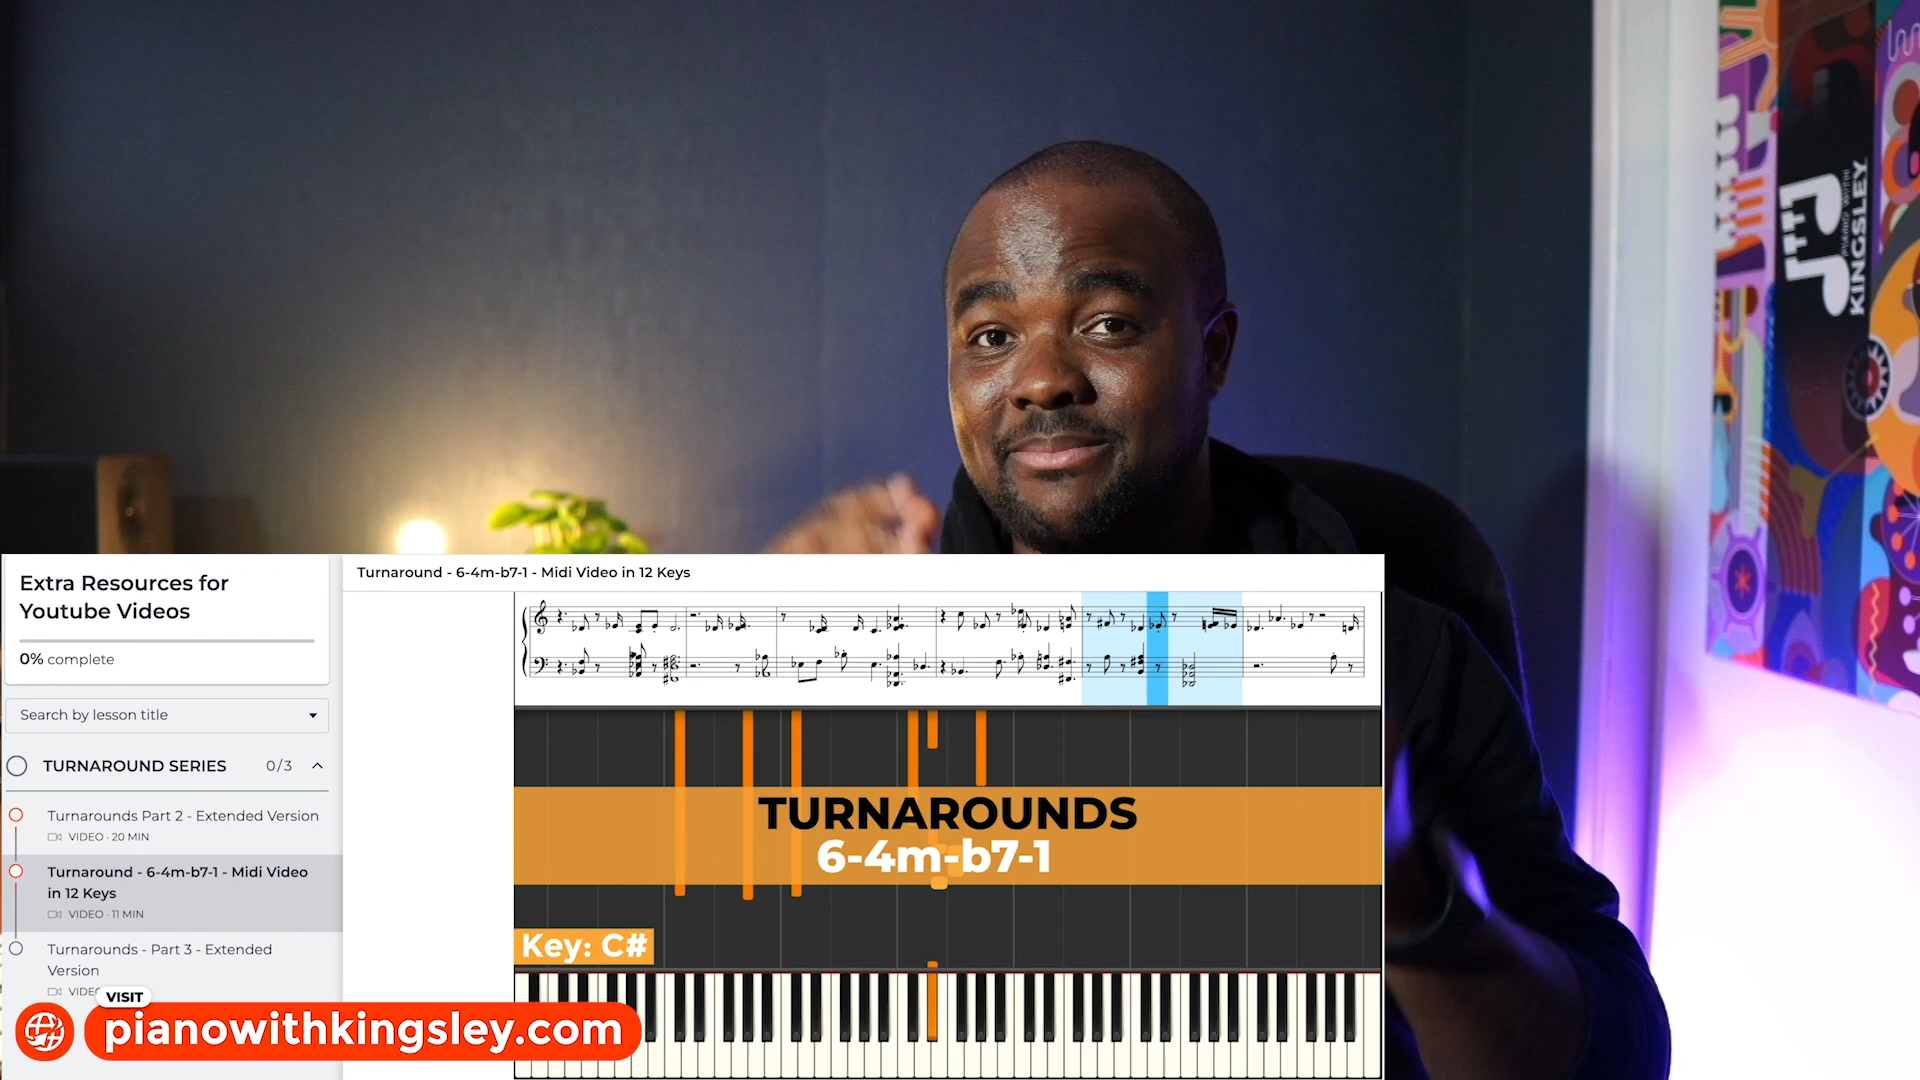 KINGSLEY
Extra Resources for
Youtube Videos
0% complete
Search by lesson title
TURNAROUND SERIES 0/3
Turnarounds Part 2 - Extended Version
VIDEO · 20 MIN
Turnaround - 6-4m-b7-1 - Midi Video
in 12 Keys
VIDEO · 11 MIN
Turnarounds - Part 3 - Extended
Version
Turnaround - 6-4m-b7-1 - Midi Video in 12 Keys
TURNAROUNDS
6-4m-b7-1
Key: C#
VISIT
pianowithkingsley.com